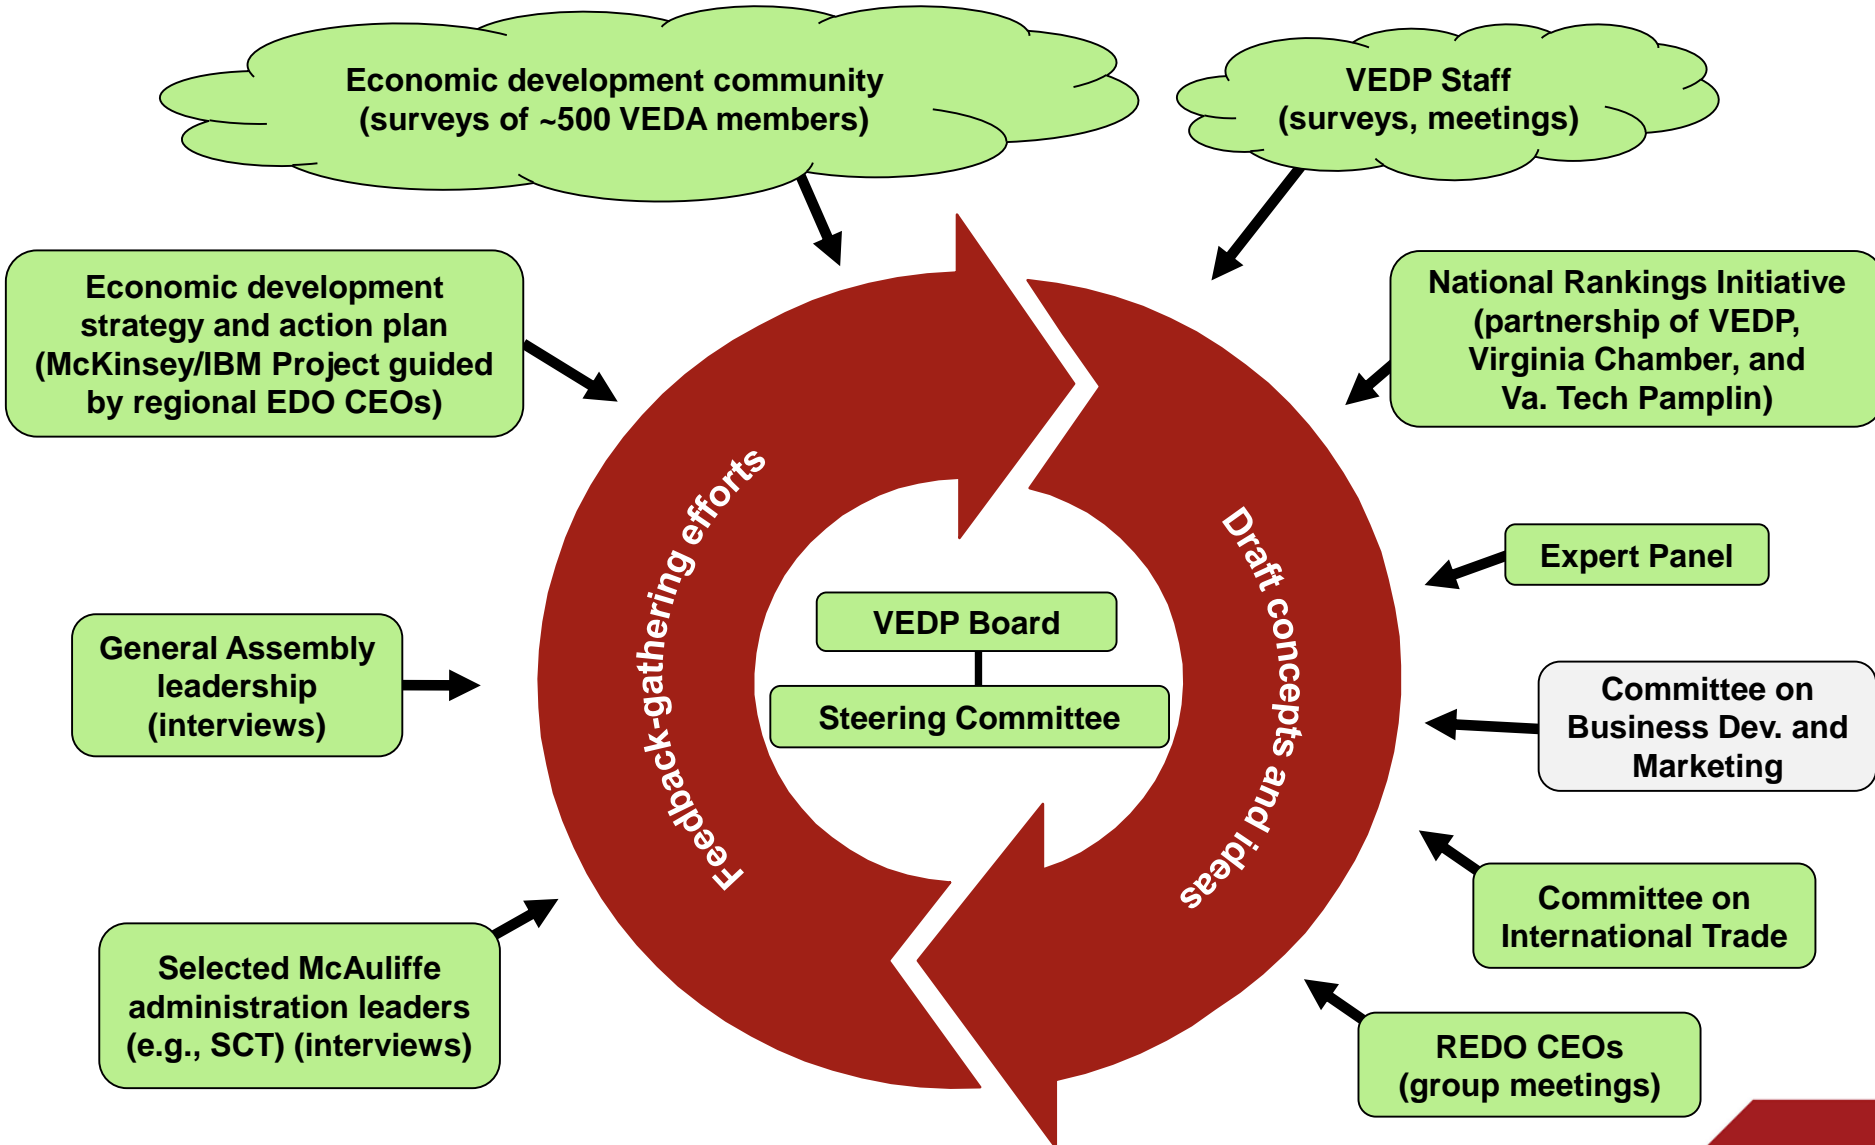 Economic development community
(surveys of ~500 VEDA members)
VEDP Staff
(surveys, meetings)
Economic development
strategy and action plan
(McKinsey/IBM Project guided
by regional EDO CEOs)
National Rankings Initiative
(partnership of VEDP,
Virginia Chamber, and
Va. Tech Pamplin)
Feedback-gathering efforts
Draft concepts and ideas
Expert Panel
VEDP Board
Steering Committee
General Assembly
leadership
(interviews)
Committee on
Business Dev. and
Marketing
Committee on
International Trade
Selected McAuliffe
administration leaders
(e.g., SCT) (interviews)
REDO CEOs
(group meetings)